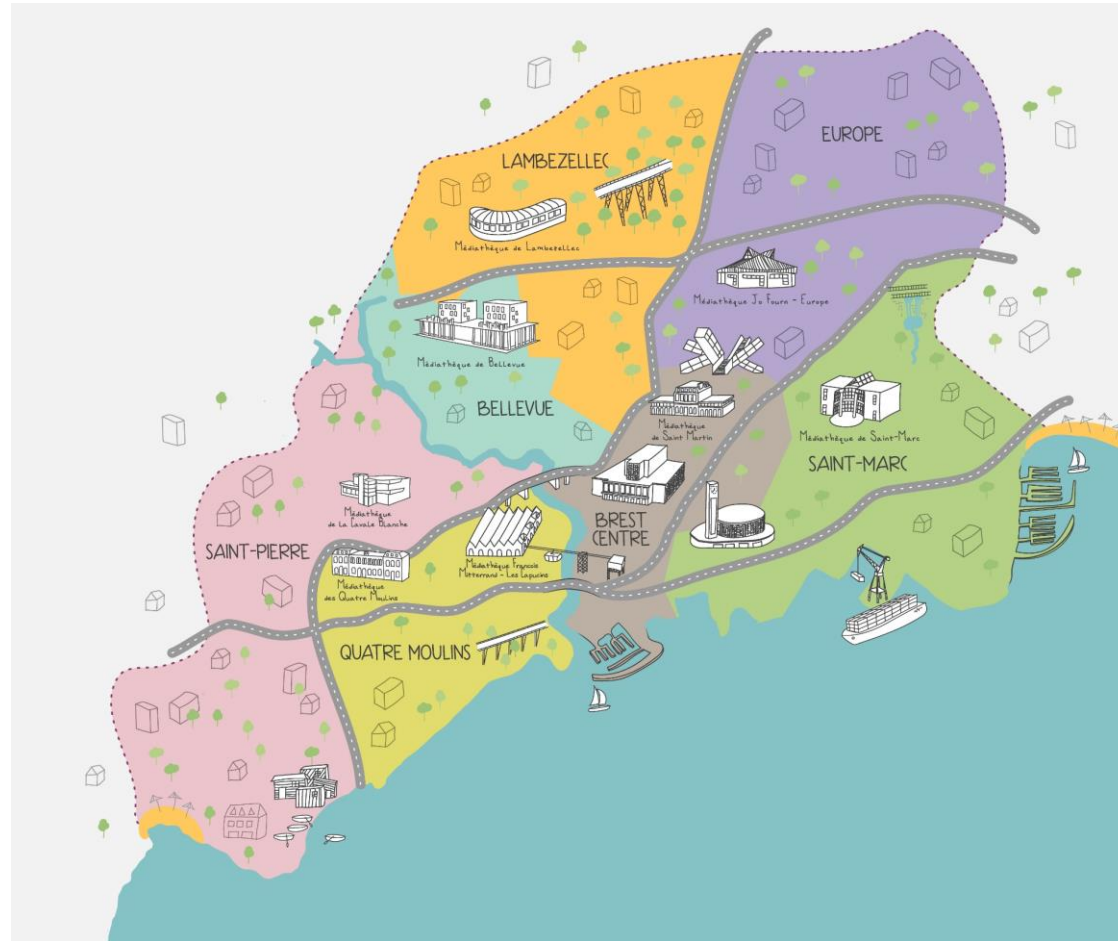 EUROPE
LAMBEZELLEC
Médiathèque de Lambezellec
Médiathèque Jo Fourn - Europe
Médiathèque de Bellevue
BELLEVUE
Médiathèque
de Saint Martin
Médiathèque de Saint-Marc
SAINT-MARC
Médiathèque
de La Cavale Blanche
BREST
CENTRE
SAINT-PIERRE
Médiathèque François
Mitterrand - Les Capucins
Médiathèque
des Quatre Moulins
QUATRE MOULINS